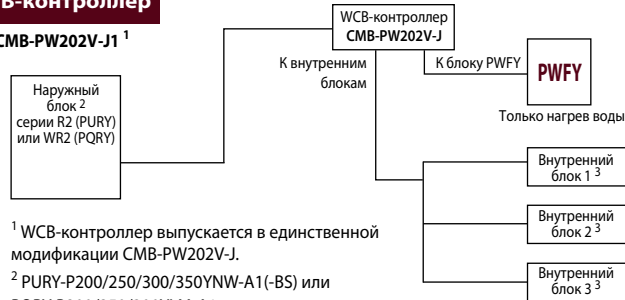 В-контроллер
CMB-PW202V-J1 ¹
WCB-контроллер
CMB-PW202V-J
К внутренним
блокам
К блоку PWFY
PWFY
Только нагрев воды
Наружный
блок ²
серии R2 (PURY)
или WR2 (PQRY)
Внутренний
блок 1 ³
Внутренний
блок 2 ³
Внутренний
блок 3 ³
¹ WCB-контроллер выпускается в единственной
модификации CMB-PW202V-J.
² PURY-P200/250/300/350YNW-A1(-BS) или